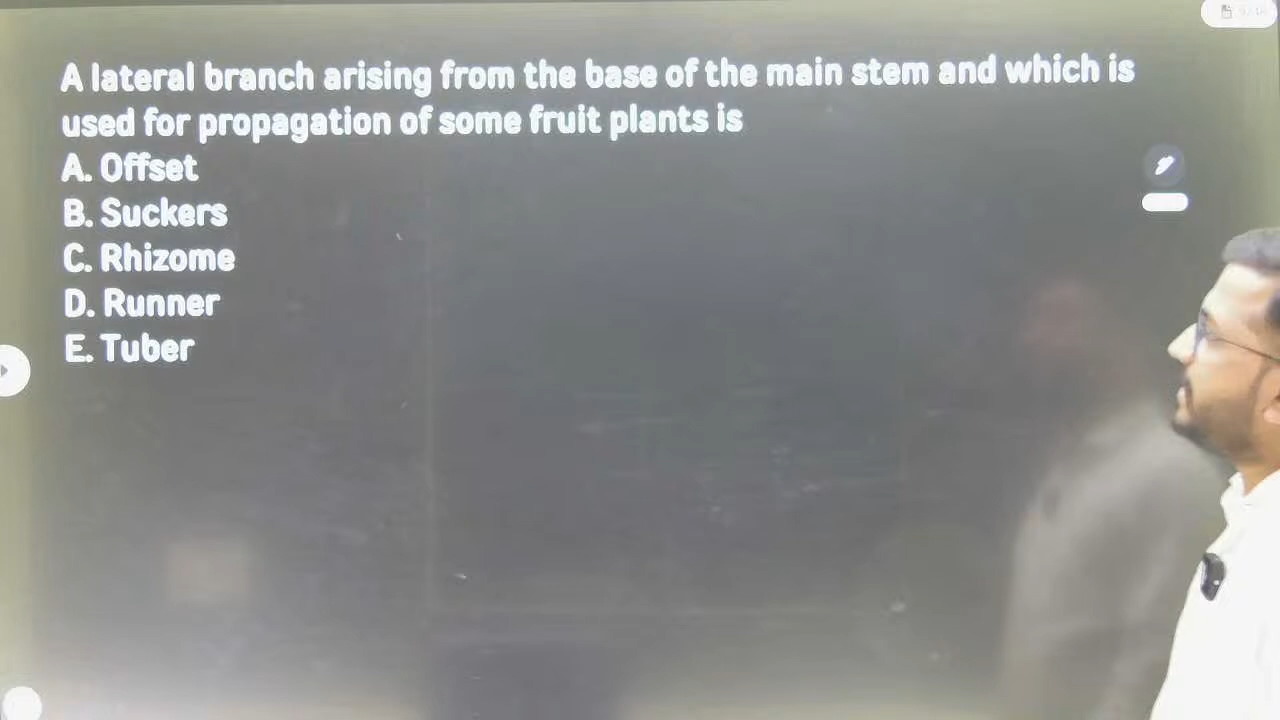 A lateral branch arising from the base of the main stem and which is
used for propagation of some fruit plants is
A. Offset
B. Suckers
C. Rhizome
D. Runner
E. Tuber